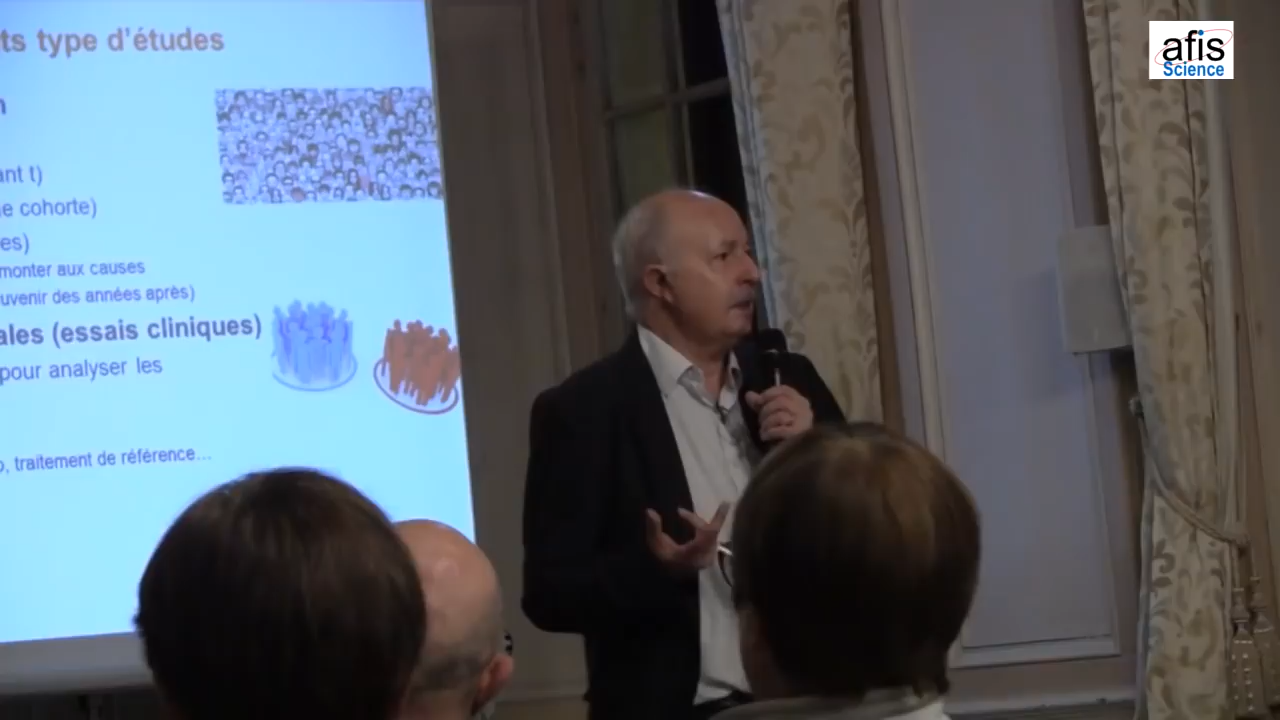 ts type d'études
n
ant t)
e cohorte)
es)
monter aux causes
uvenir des années après)
ales (essais cliniques)
pour analyser les
o, traitement de référence...
afis
Science